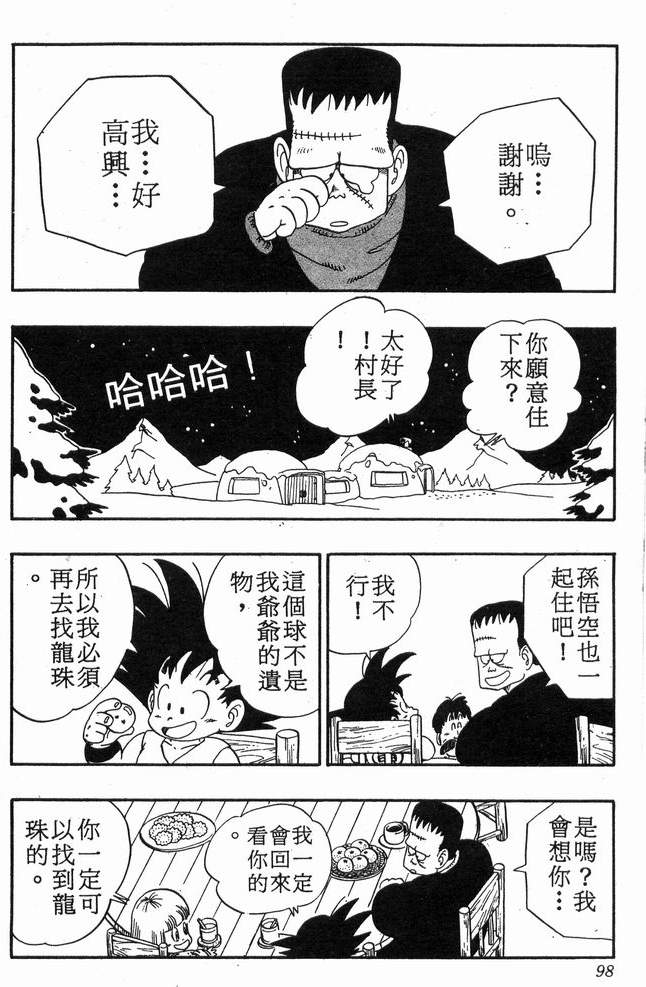 嗚⋯
謝謝。
我⋯好
高興⋯
你願意住
下來？
太好了
！村長
！
哈哈哈！
孫悟空也一
起住吧！
我不
行！
這個球不是
我爺爺的遺
物，
所以我必須
再去找龍珠
。
是嗎？我
會想你⋯
我一定
會回來
看你的
。
你一定可
以找到龍
珠的。
98